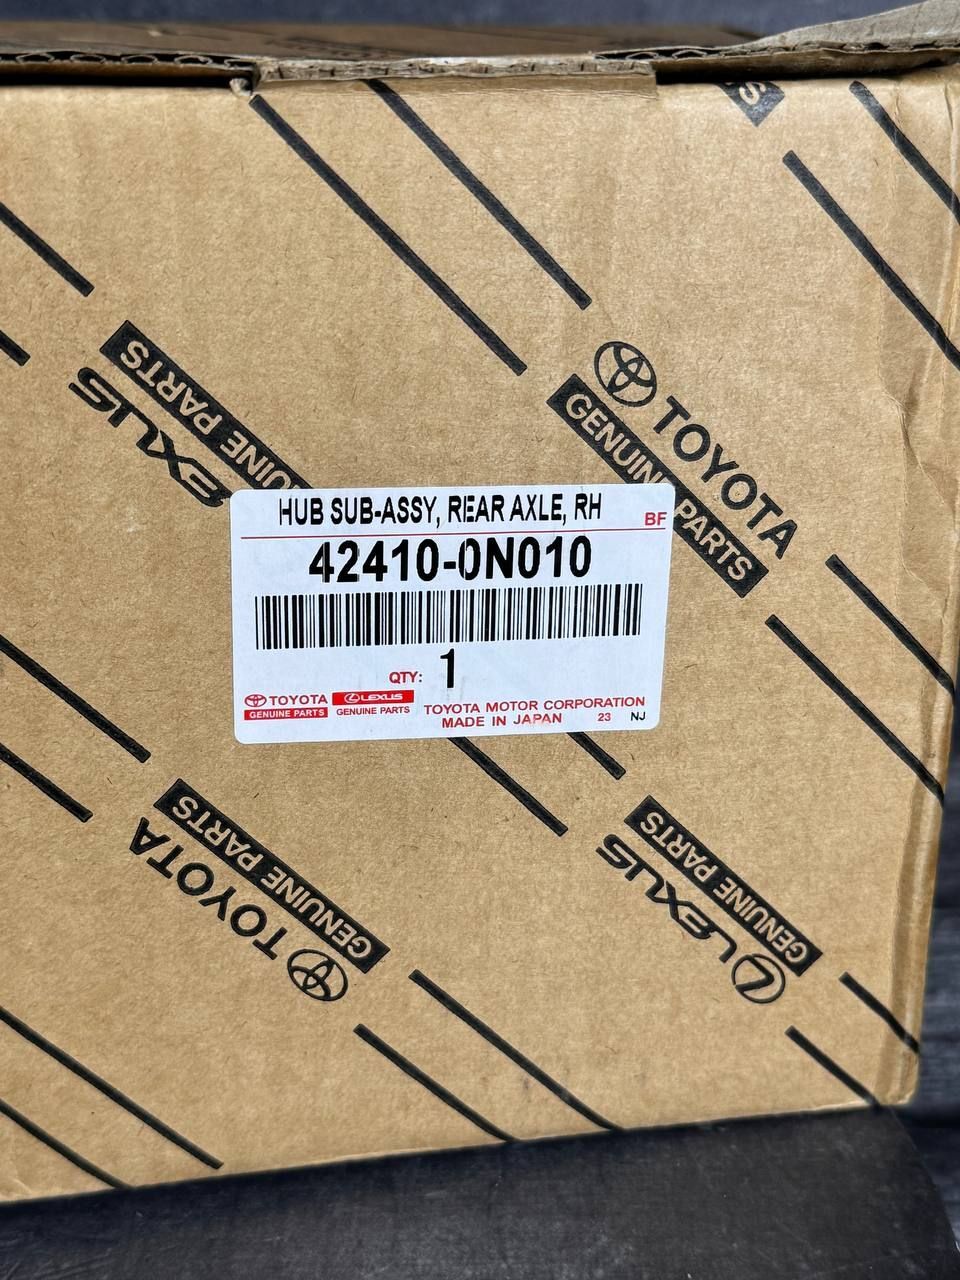 S
LEXUS
GENUINE PARTS
TOYOTA
GENUINE PARTS
HUB SUB-ASSY, REAR AXLE, RH
BF
42410-0N010
QTY: 1
TOYOTA
GENUINE PARTS
LEXUS
GENUINE PARTS
TOYOTA MOTOR CORPORATION
MADE IN JAPAN 23 NJ
TOYOTA
GENUINE PARTS
LEXUS
GENUINE PARTS